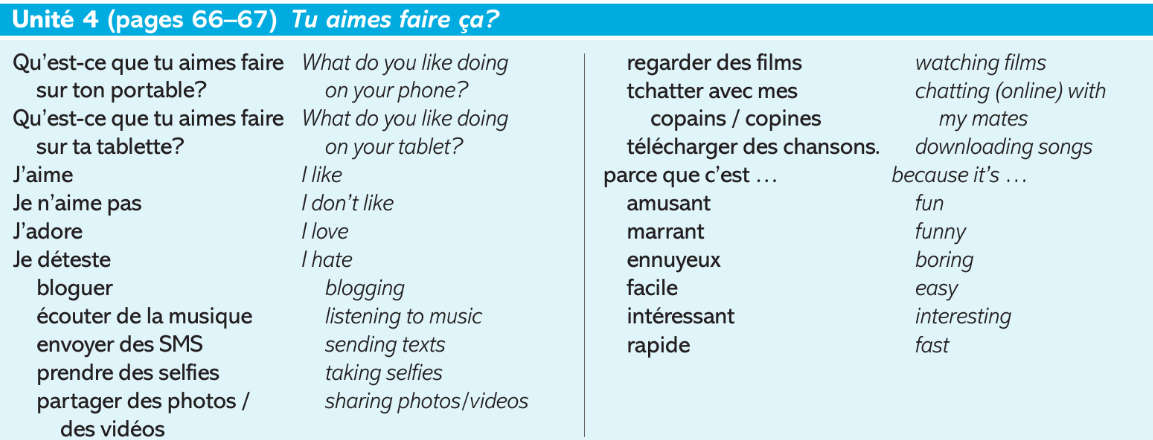 Unité 4 (pages 66–67) Tu aimes faire ça?
Qu'est-ce que tu aimes faire What do you like doing
sur ton portable? on your phone?
Qu'est-ce que tu aimes faire What do you like doing
sur ta tablette? on your tablet?
J'aime I like
Je n'aime pas I don't like
J'adore I love
Je déteste I hate
bloguer blogging
écouter de la musique listening to music
envoyer des SMS sending texts
prendre des selfies taking selfies
partager des photos / sharing photos/videos
des vidéos
regarder des films watching films
tchatter avec mes chatting (online) with
copains / copines my mates
télécharger des chansons. downloading songs
parce que c'est … because it's …
amusant fun
marrant funny
ennuyeux boring
facile easy
intéressant interesting
rapide fast